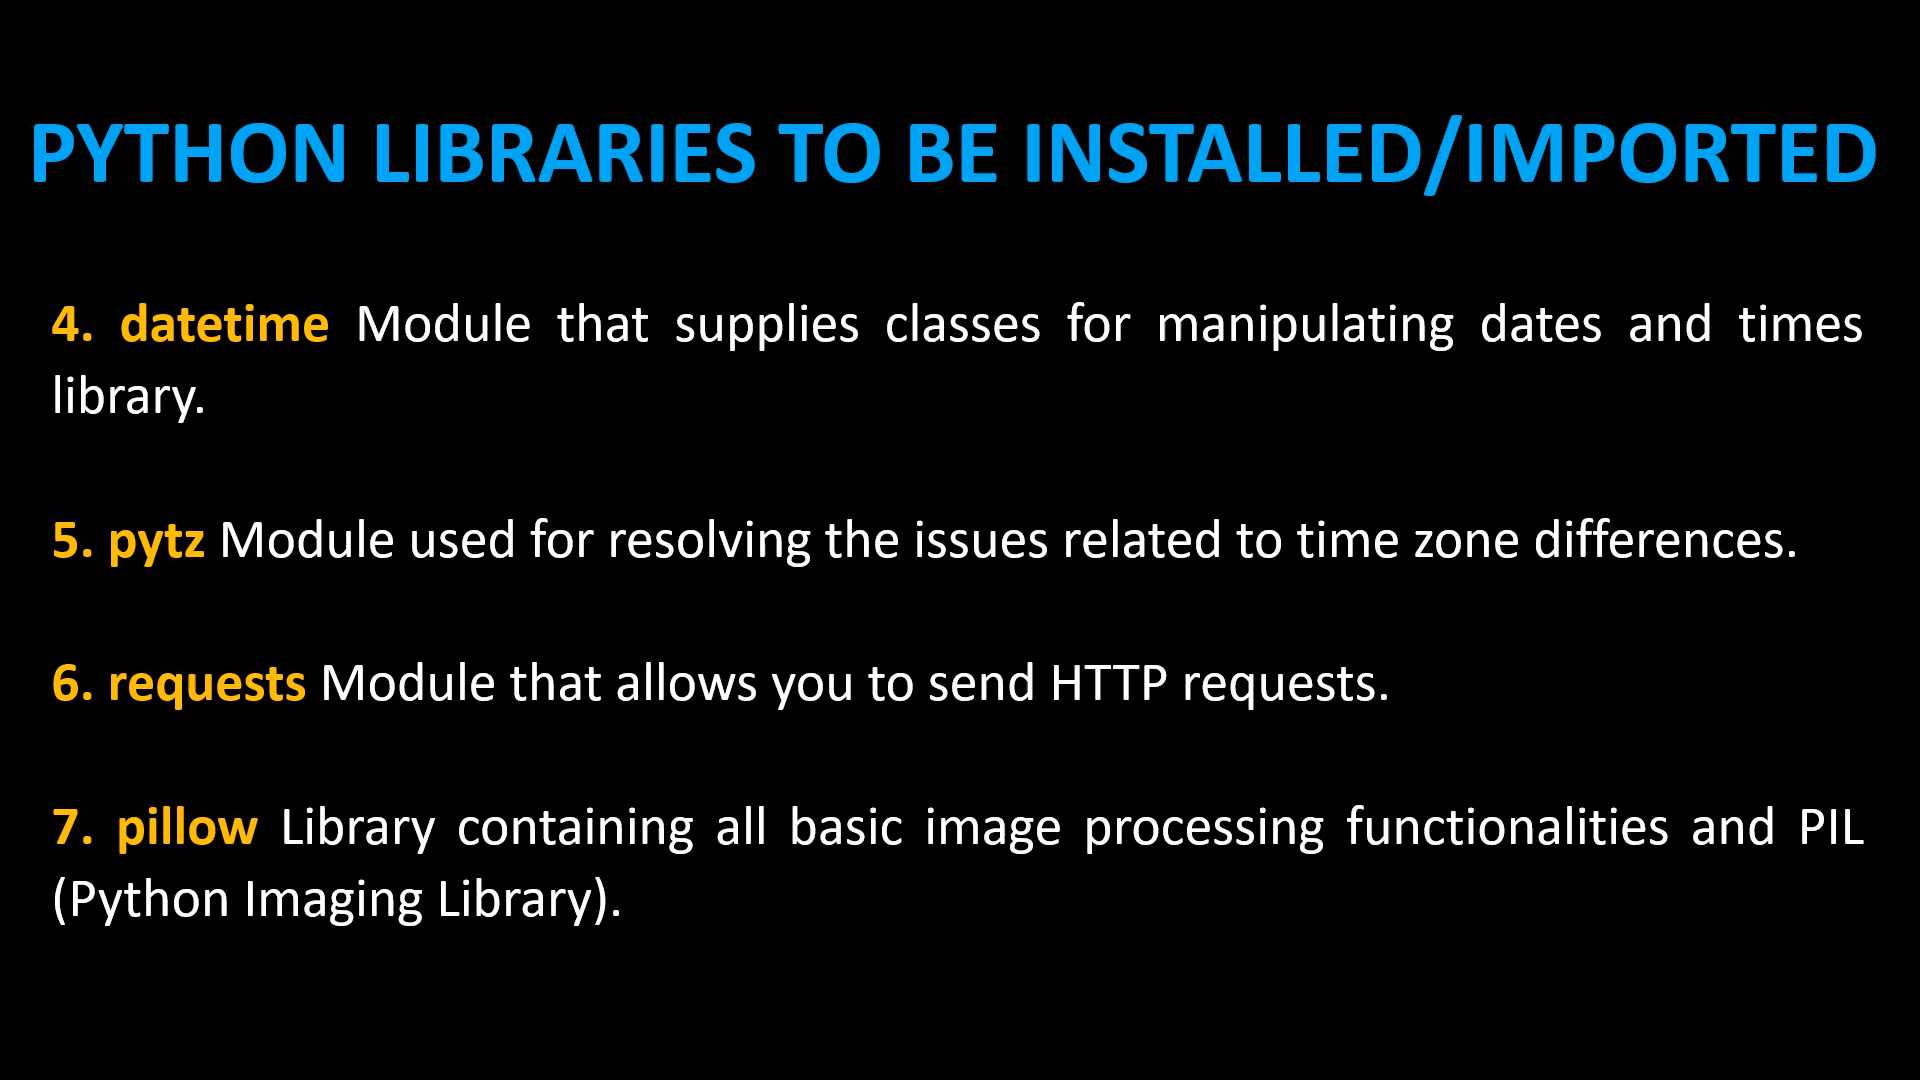 PYTHON LIBRARIES TO BE INSTALLED/IMPORTED
4. datetime Module that supplies classes for manipulating dates and times
library.
5. pytz Module used for resolving the issues related to time zone differences.
6. requests Module that allows you to send HTTP requests.
7. pillow Library containing all basic image processing functionalities and PIL
(Python Imaging Library).